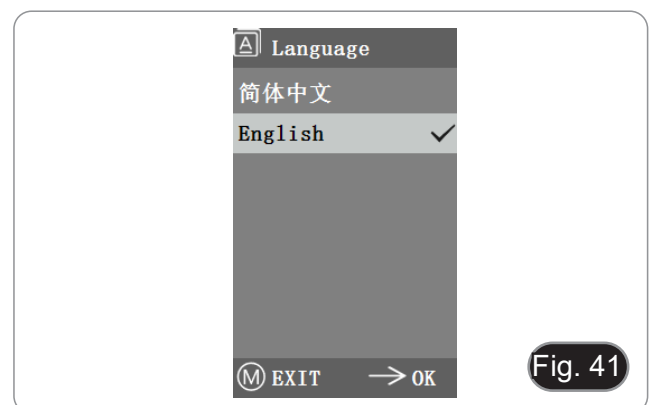 A Language
简体中文
English
M EXIT → OK
Fig. 41